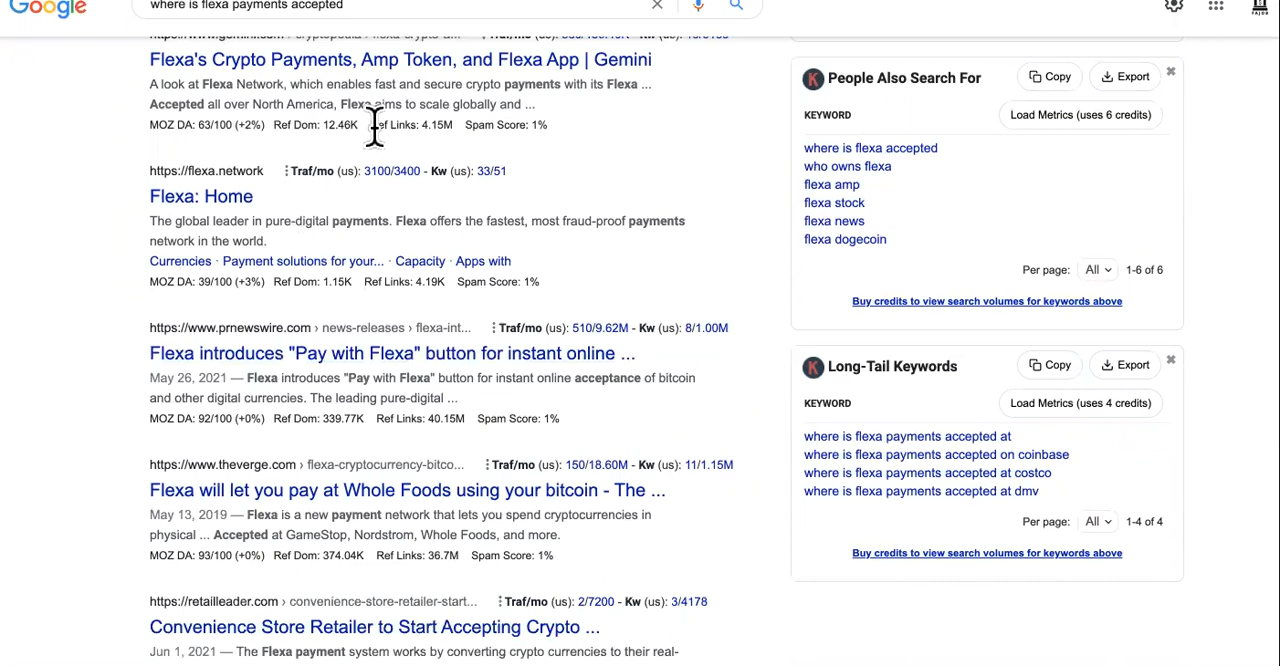 Google
where is flexa payments accepted
Flexa's Crypto Payments, Amp Token, and Flexa App | Gemini
A look at Flexa Network, which enables fast and secure crypto payments with its Flexa ...
Accepted all over North America, Flexa aims to scale globally and ...
MOZ DA: 63/100 (+2%) Ref Dom: 12.46K Ref Links: 4.15M Spam Score: 1%
https://flexa.network Traf/mo (us): 3100/3400 - Kw (us): 33/51
Flexa: Home
The global leader in pure-digital payments. Flexa offers the fastest, most fraud-proof payments
network in the world.
Currencies · Payment solutions for your... · Capacity · Apps with
MOZ DA: 39/100 (+3%) Ref Dom: 1.15K Ref Links: 4.19K Spam Score: 1%
https://www.prnewswire.com › news-releases › flexa-int... Traf/mo (us): 510/9.62M - Kw (us): 8/1.00M
Flexa introduces "Pay with Flexa" button for instant online ...
May 26, 2021 — Flexa introduces "Pay with Flexa" button for instant online acceptance of bitcoin
and other digital currencies. The leading pure-digital ...
MOZ DA: 92/100 (+0%) Ref Dom: 339.77K Ref Links: 40.15M Spam Score: 1%
https://www.theverge.com › flexa-cryptocurrency-bitco... Traf/mo (us): 150/18.60M - Kw (us): 11/1.15M
Flexa will let you pay at Whole Foods using your bitcoin - The ...
May 13, 2019 — Flexa is a new payment network that lets you spend cryptocurrencies in
physical ... Accepted at GameStop, Nordstrom, Whole Foods, and more.
MOZ DA: 93/100 (+0%) Ref Dom: 374.04K Ref Links: 36.7M Spam Score: 1%
https://retailleader.com › convenience-store-retailer-start... Traf/mo (us): 2/7200 - Kw (us): 3/4178
Convenience Store Retailer to Start Accepting Crypto ...
Jun 1, 2021 — The Flexa payment system works by converting crypto currencies to their real-
K People Also Search For Copy Export
KEYWORD Load Metrics (uses 6 credits)
where is flexa accepted
who owns flexa
flexa amp
flexa stock
flexa news
flexa dogecoin
Per page: All 1-6 of 6
Buy credits to view search volumes for keywords above
K Long-Tail Keywords Copy Export
KEYWORD Load Metrics (uses 4 credits)
where is flexa payments accepted at
where is flexa payments accepted on coinbase
where is flexa payments accepted at costco
where is flexa payments accepted at dmv
Per page: All 1-4 of 4
Buy credits to view search volumes for keywords above